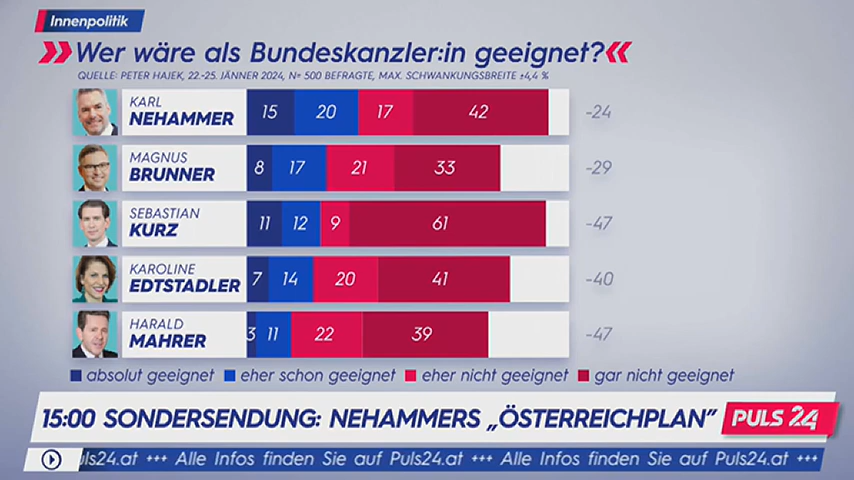 Innenpolitik
Wer wäre als Bundeskanzler:in geeignet?
QUELLE: PETER HAJEK, 22.-25. JÄNNER 2024, N= 500 BEFRAGTE, MAX. SCHWANKUNGSBREITE ±4,4 %
KARL
NEHAMMER 15 20 17 42 -24
MAGNUS
BRUNNER 8 17 21 33 -29
SEBASTIAN
KURZ 11 12 9 61 -47
KAROLINE
EDTSTADLER 7 14 20 41 -40
HARALD
MAHRER 3 11 22 39 -47
absolut geeignet eher schon geeignet eher nicht geeignet gar nicht geeignet
15:00 SONDERSENDUNG: NEHAMMERS „ÖSTERREICHPLAN” PULS 24
uls24.at +++ Alle Infos finden Sie auf Puls24.at +++ Alle Infos finden Sie auf Puls24.at +++